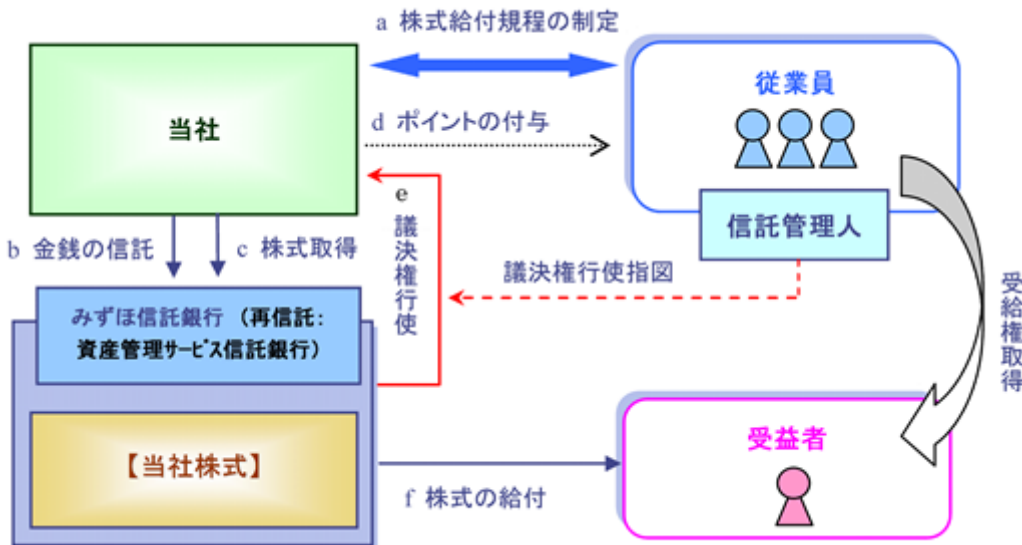 a 株式給付規程の制定
当社
従業員
d ポイントの付与
e 議決権行使
信託管理人
b 金銭の信託
c 株式取得
議決権行使指図
受給権取得
みずほ信託銀行 (再信託:
資産管理サービス信託銀行)
【当社株式】
受益者
f 株式の給付